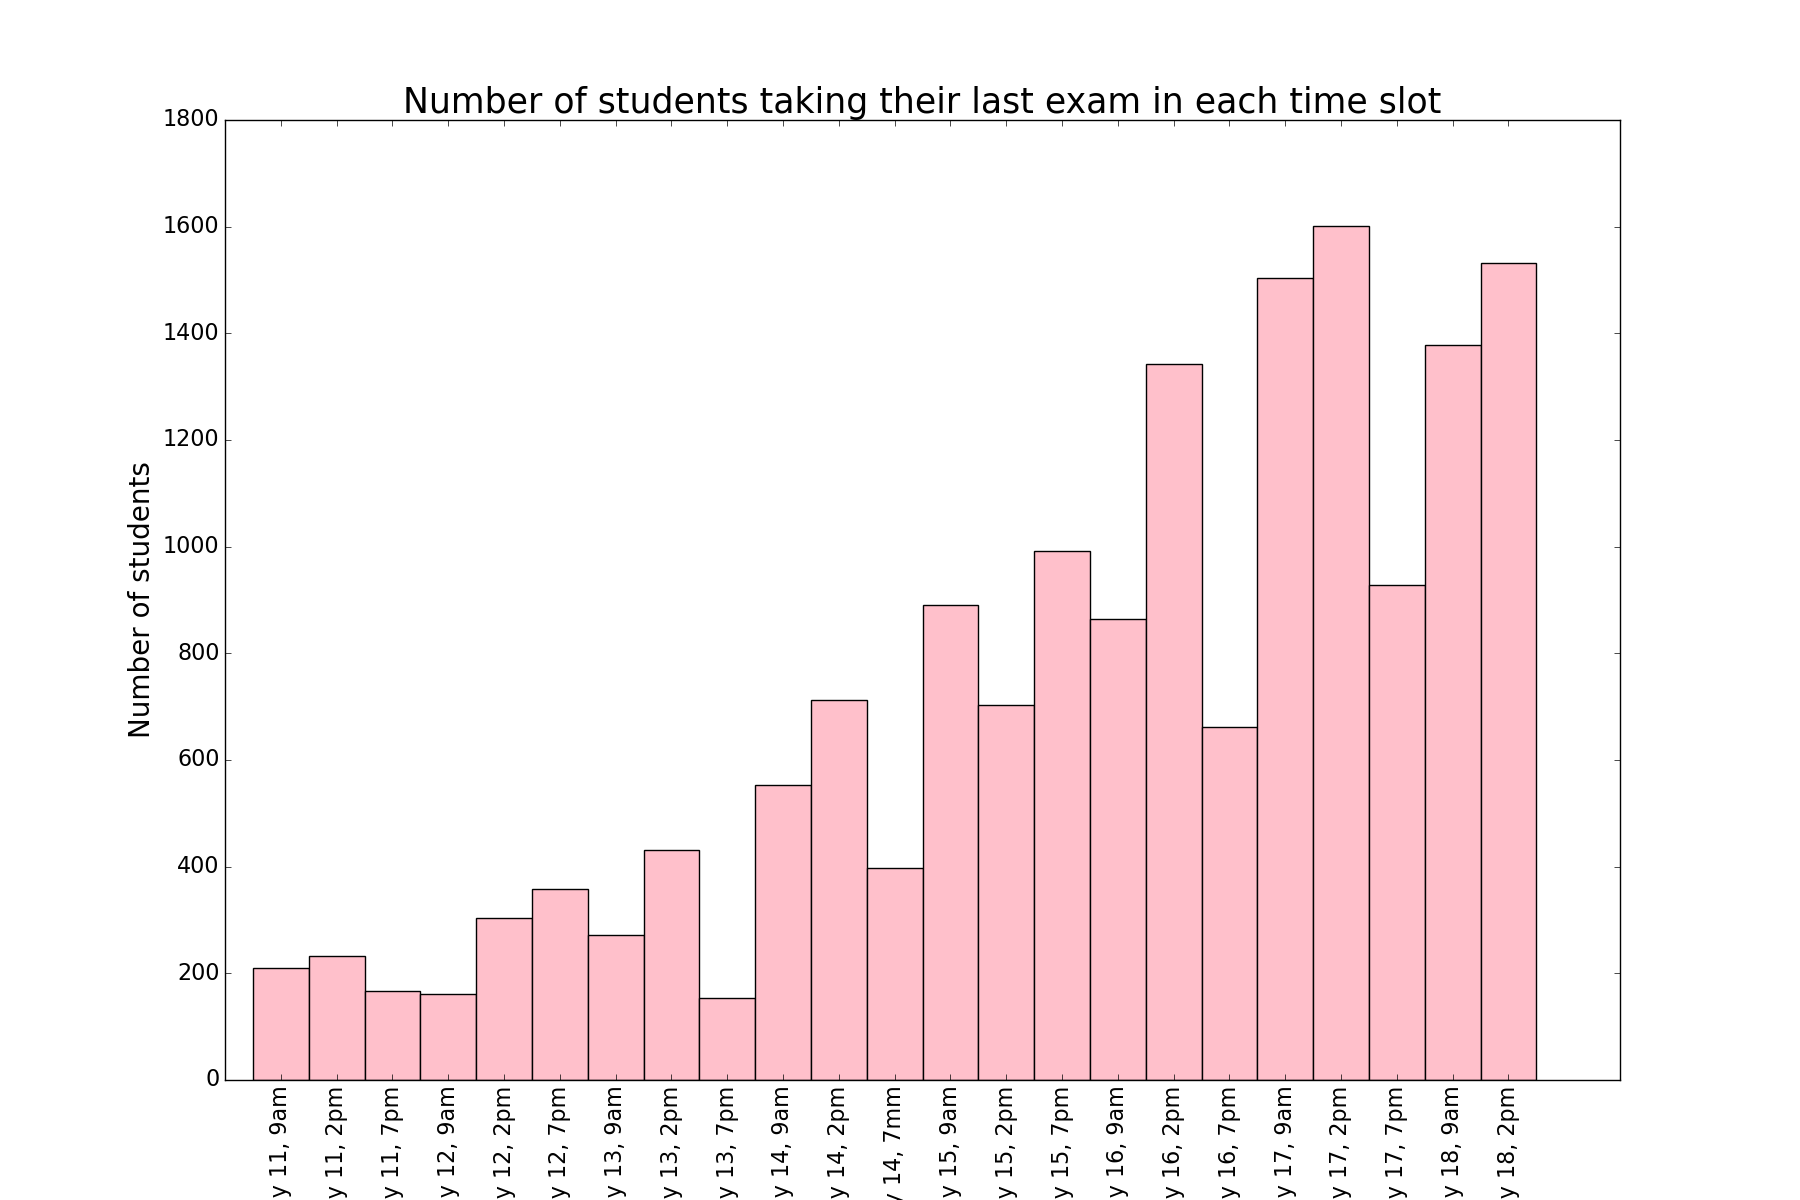 Number of students taking their last exam in each time slot
Number of students
1800
1600
1400
1200
1000
800
600
400
200
0
y 11, 9am
y 11, 2pm
y 11, 7pm
y 12, 9am
y 12, 2pm
y 12, 7pm
y 13, 9am
y 13, 2pm
y 13, 7pm
y 14, 9am
y 14, 2pm
y 14, 7mm
y 15, 9am
y 15, 2pm
y 15, 7pm
y 16, 9am
y 16, 2pm
y 16, 7pm
y 17, 9am
y 17, 2pm
y 17, 7pm
y 18, 9am
y 18, 2pm